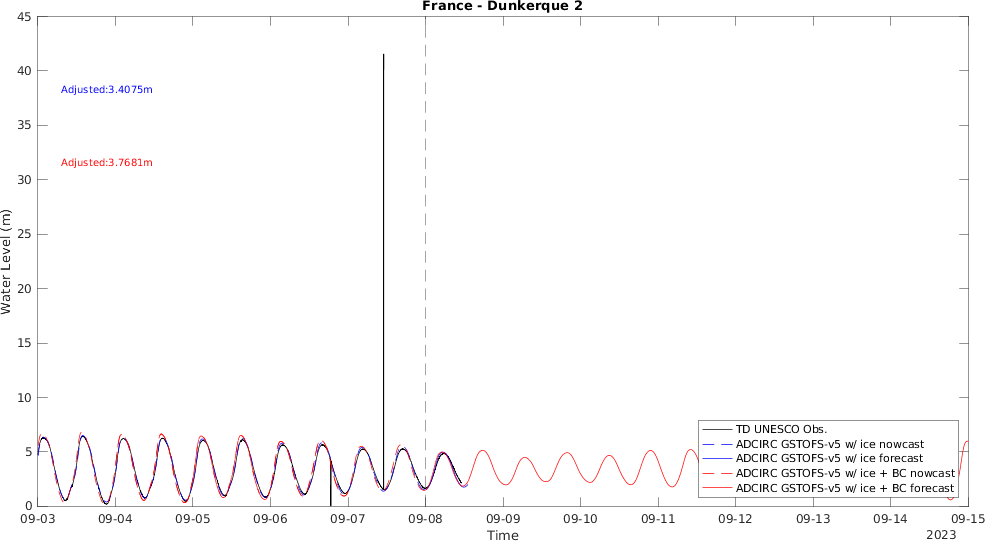 France - Dunkerque 2
45
40
35
30
25
20
15
10
5
0
Water Level (m)
Adjusted:3.4075m
Adjusted:3.7681m
TD UNESCO Obs.
ADCIRC GSTOFS-v5 w/ ice nowcast
ADCIRC GSTOFS-v5 w/ ice forecast
ADCIRC GSTOFS-v5 w/ ice + BC nowcast
ADCIRC GSTOFS-v5 w/ ice + BC forecast
09-03 09-04 09-05 09-06 09-07 09-08 09-09 09-10 09-11 09-12 09-13 09-14 09-15
Time
2023